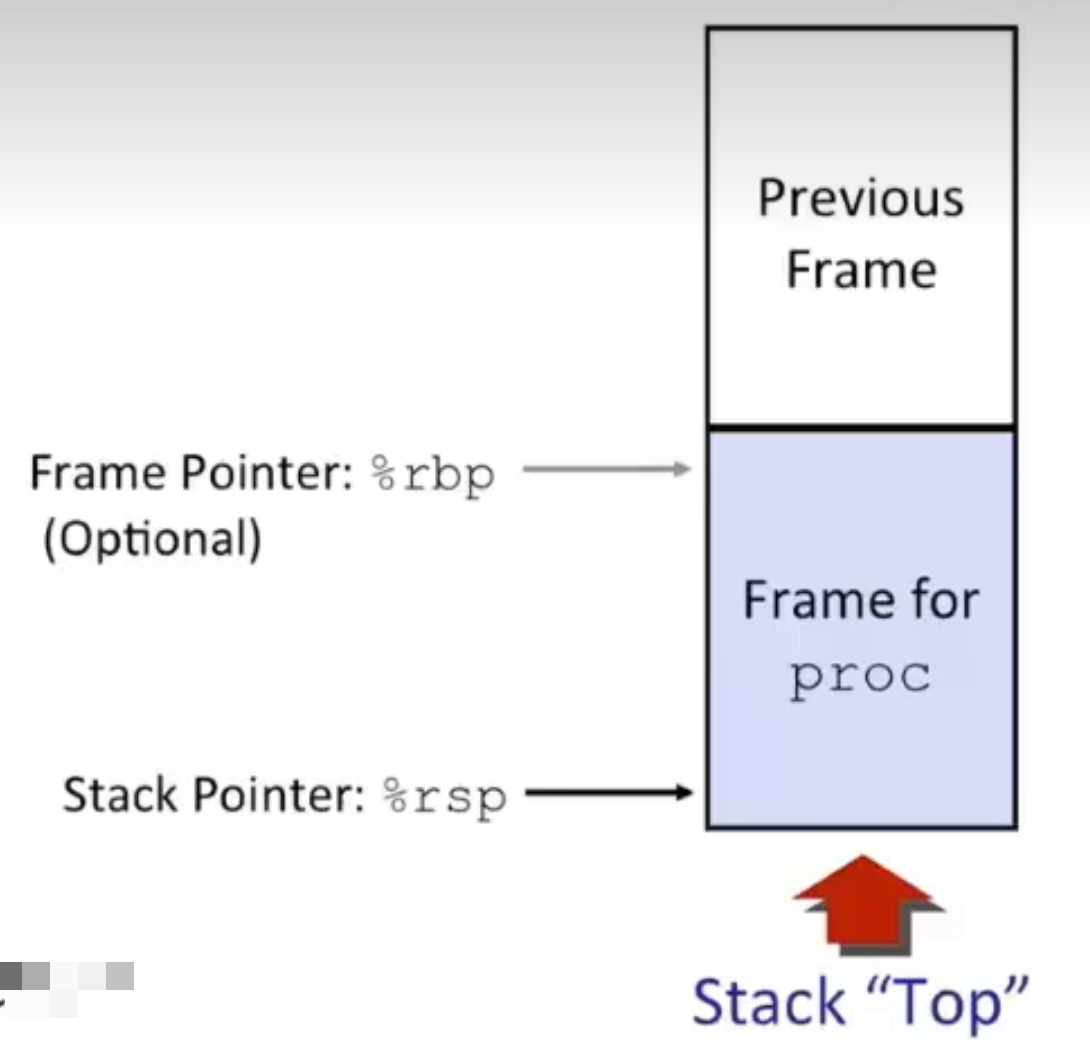 Previous
Frame
Frame Pointer: %rbp
(Optional)
Frame for
proc
Stack Pointer: %rsp
Stack “Top”